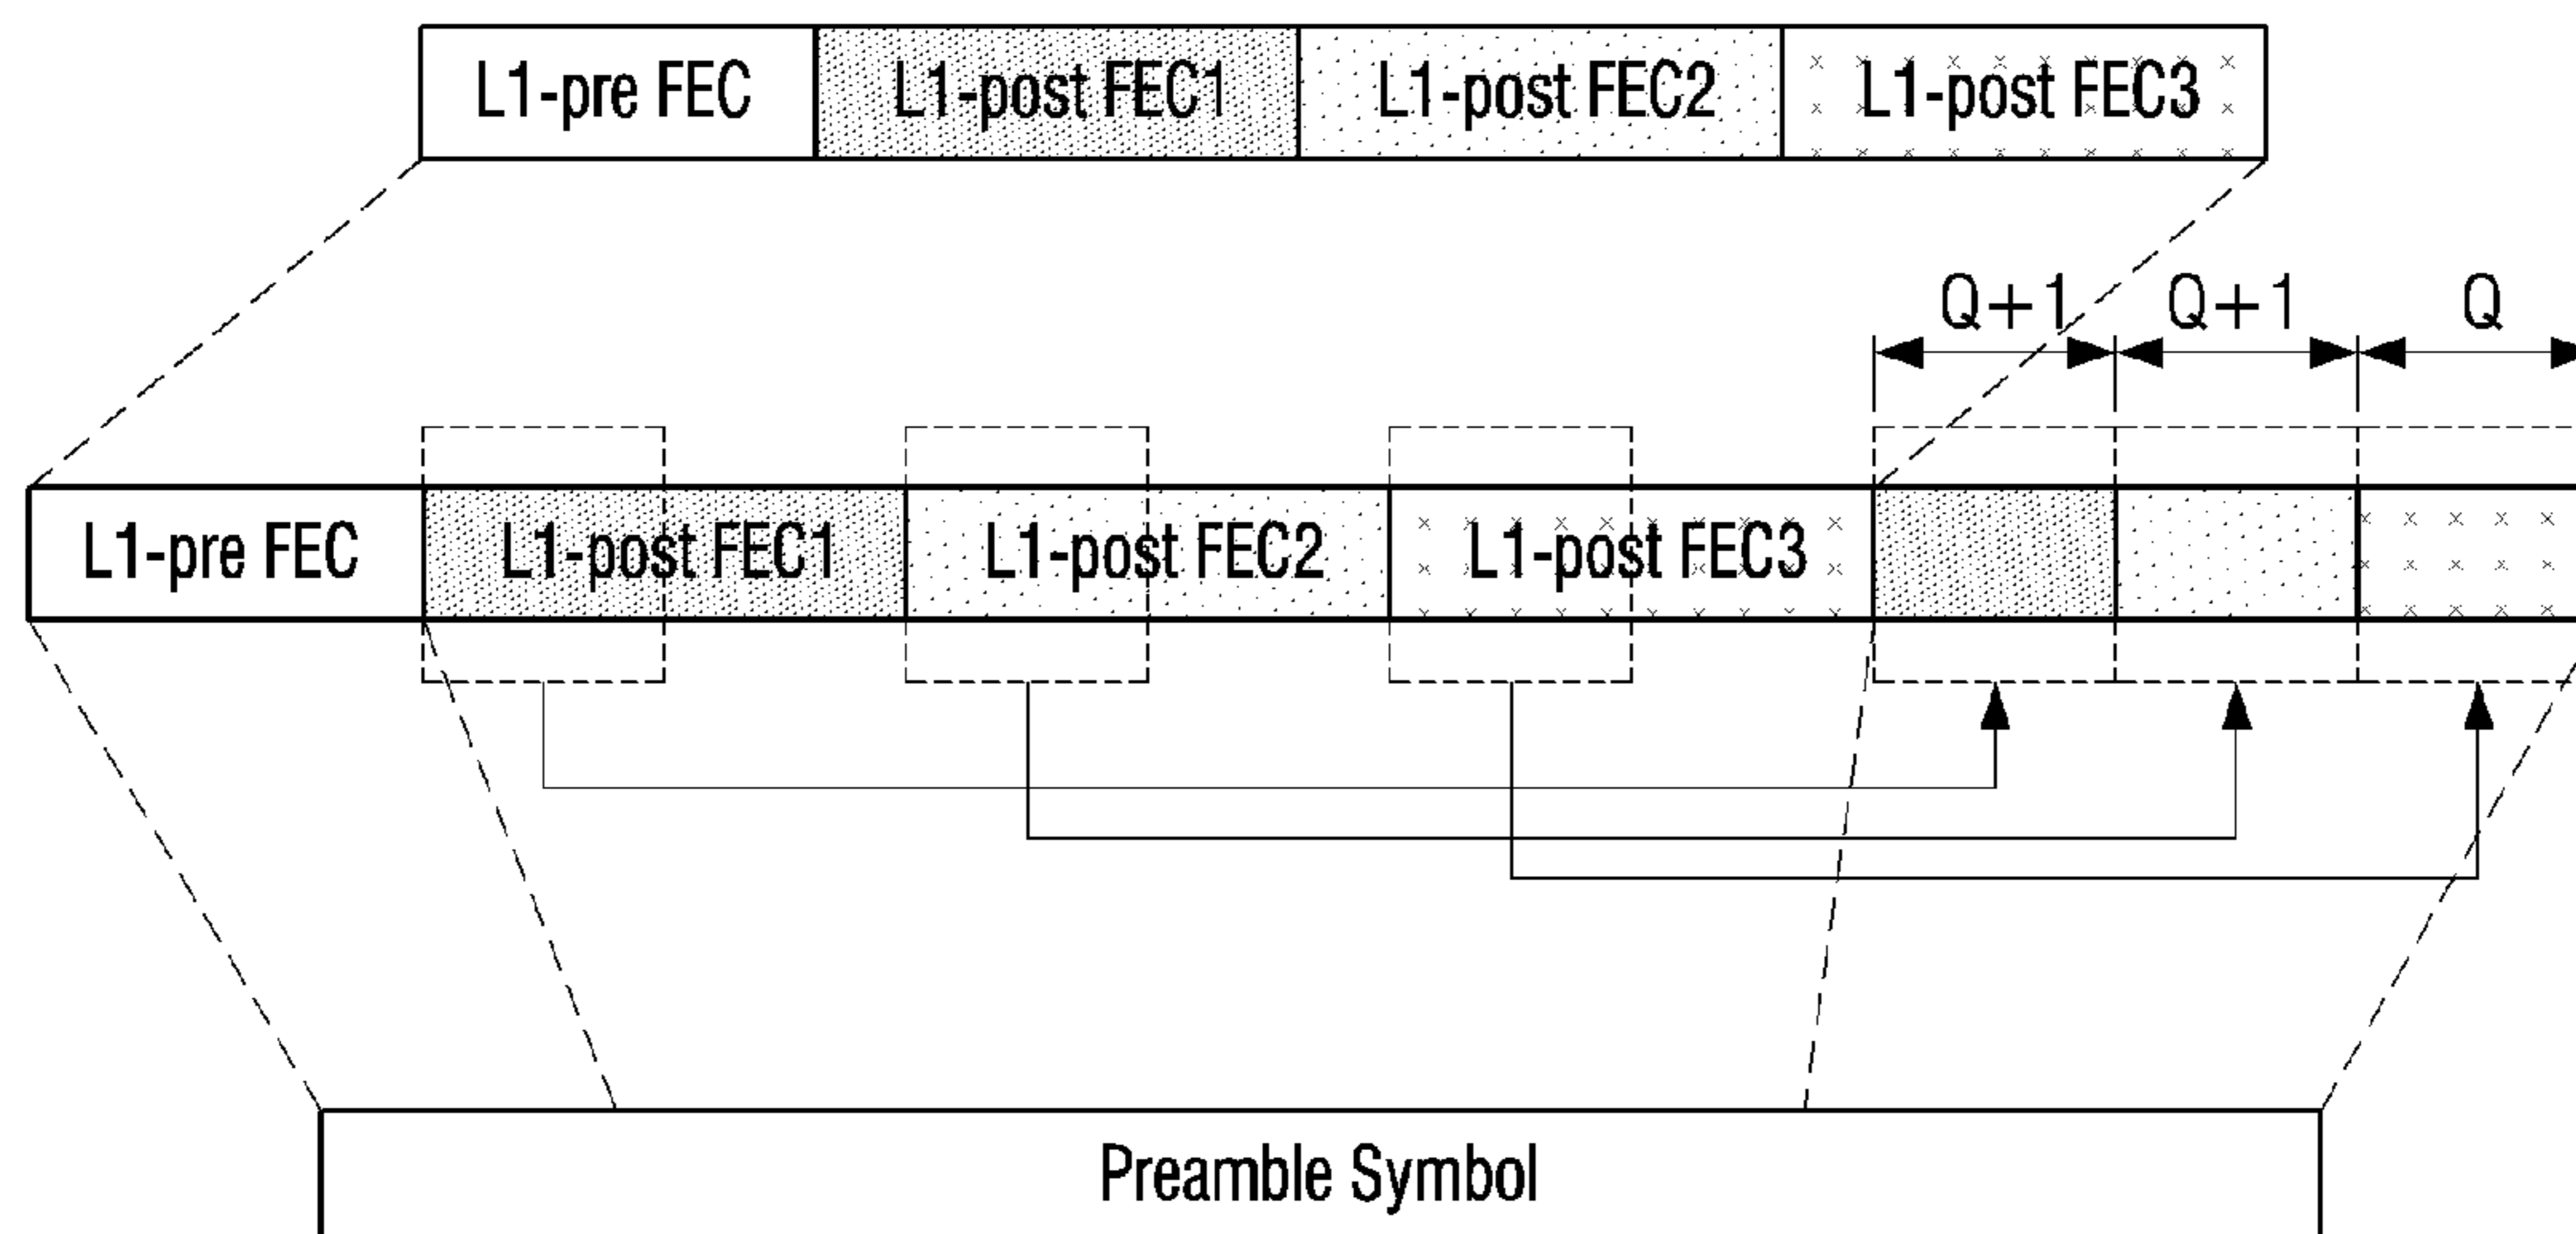 L1-pre FEC L1-post FEC1 L1-post FEC2 L1-post FEC3
Q+1 Q+1 Q
L1-pre FEC L1-post FEC1 L1-post FEC2 L1-post FEC3
Preamble Symbol